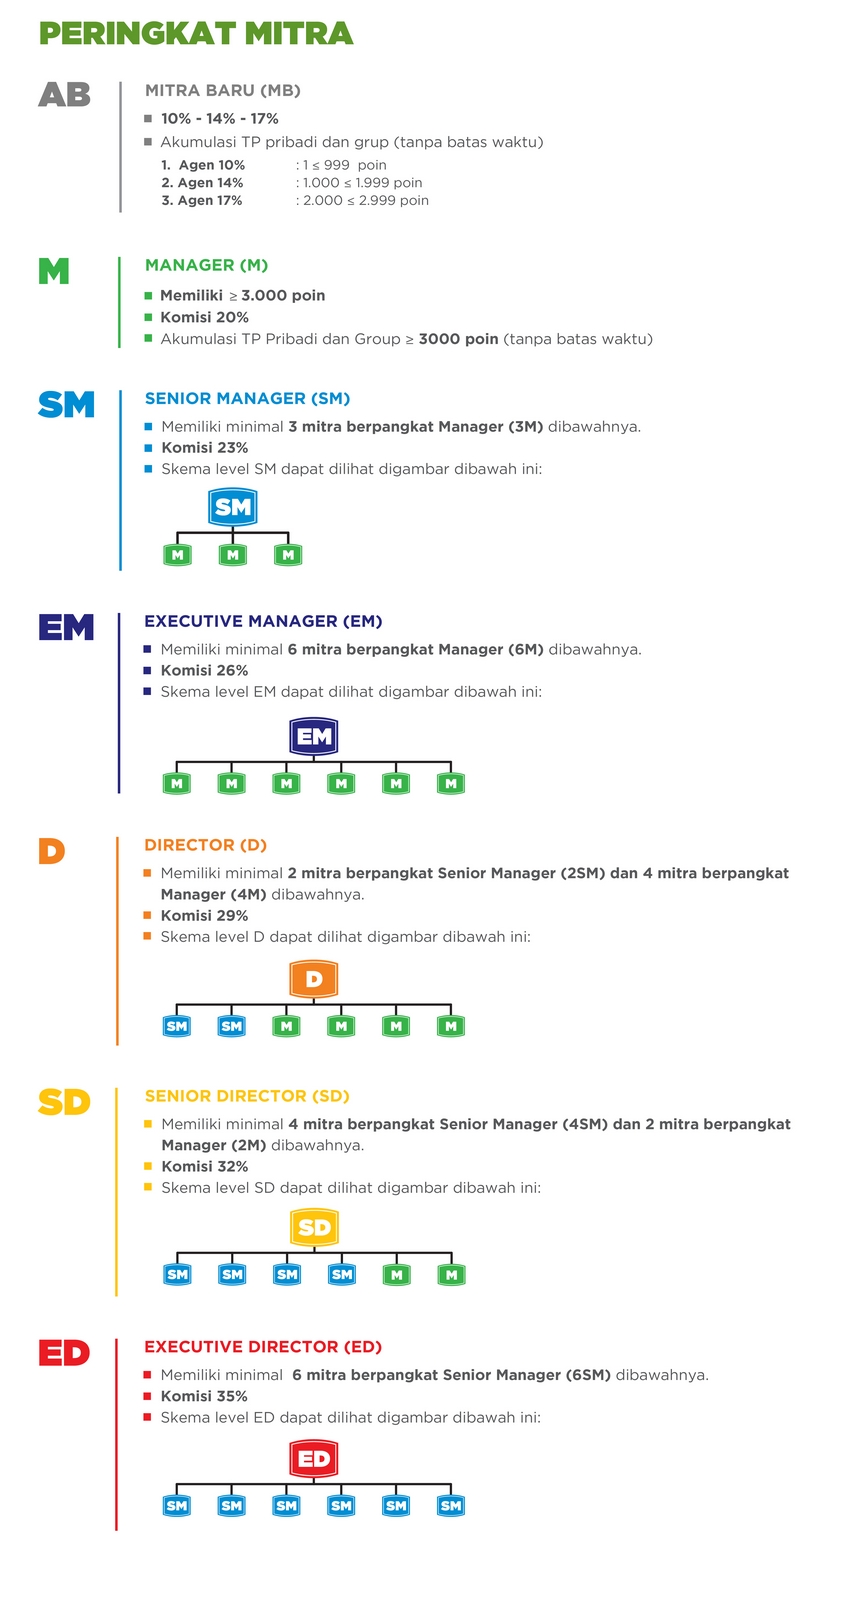 PERINGKAT MITRA
AB
MITRA BARU (MB)
10% - 14% - 17%
Akumulasi TP pribadi dan grup (tanpa batas waktu)
1. Agen 10% : 1 ≤ 999 poin
2. Agen 14% : 1.000 ≤ 1.999 poin
3. Agen 17% : 2.000 ≤ 2.999 poin
M
MANAGER (M)
Memiliki ≥ 3.000 poin
Komisi 20%
Akumulasi TP Pribadi dan Group ≥ 3000 poin (tanpa batas waktu)
SM
SENIOR MANAGER (SM)
Memiliki minimal 3 mitra berpangkat Manager (3M) dibawahnya.
Komisi 23%
Skema level SM dapat dilihat digambar dibawah ini:
SM
M M M
EM
EXECUTIVE MANAGER (EM)
Memiliki minimal 6 mitra berpangkat Manager (6M) dibawahnya.
Komisi 26%
Skema level EM dapat dilihat digambar dibawah ini:
EM
M M M M M M
D
DIRECTOR (D)
Memiliki minimal 2 mitra berpangkat Senior Manager (2SM) dan 4 mitra berpangkat
Manager (4M) dibawahnya.
Komisi 29%
Skema level D dapat dilihat digambar dibawah ini:
D
SM SM M M M M
SD
SENIOR DIRECTOR (SD)
Memiliki minimal 4 mitra berpangkat Senior Manager (4SM) dan 2 mitra berpangkat
Manager (2M) dibawahnya.
Komisi 32%
Skema level SD dapat dilihat digambar dibawah ini:
SD
SM SM SM SM M M
ED
EXECUTIVE DIRECTOR (ED)
Memiliki minimal 6 mitra berpangkat Senior Manager (6SM) dibawahnya.
Komisi 35%
Skema level ED dapat dilihat digambar dibawah ini:
ED
SM SM SM SM SM SM